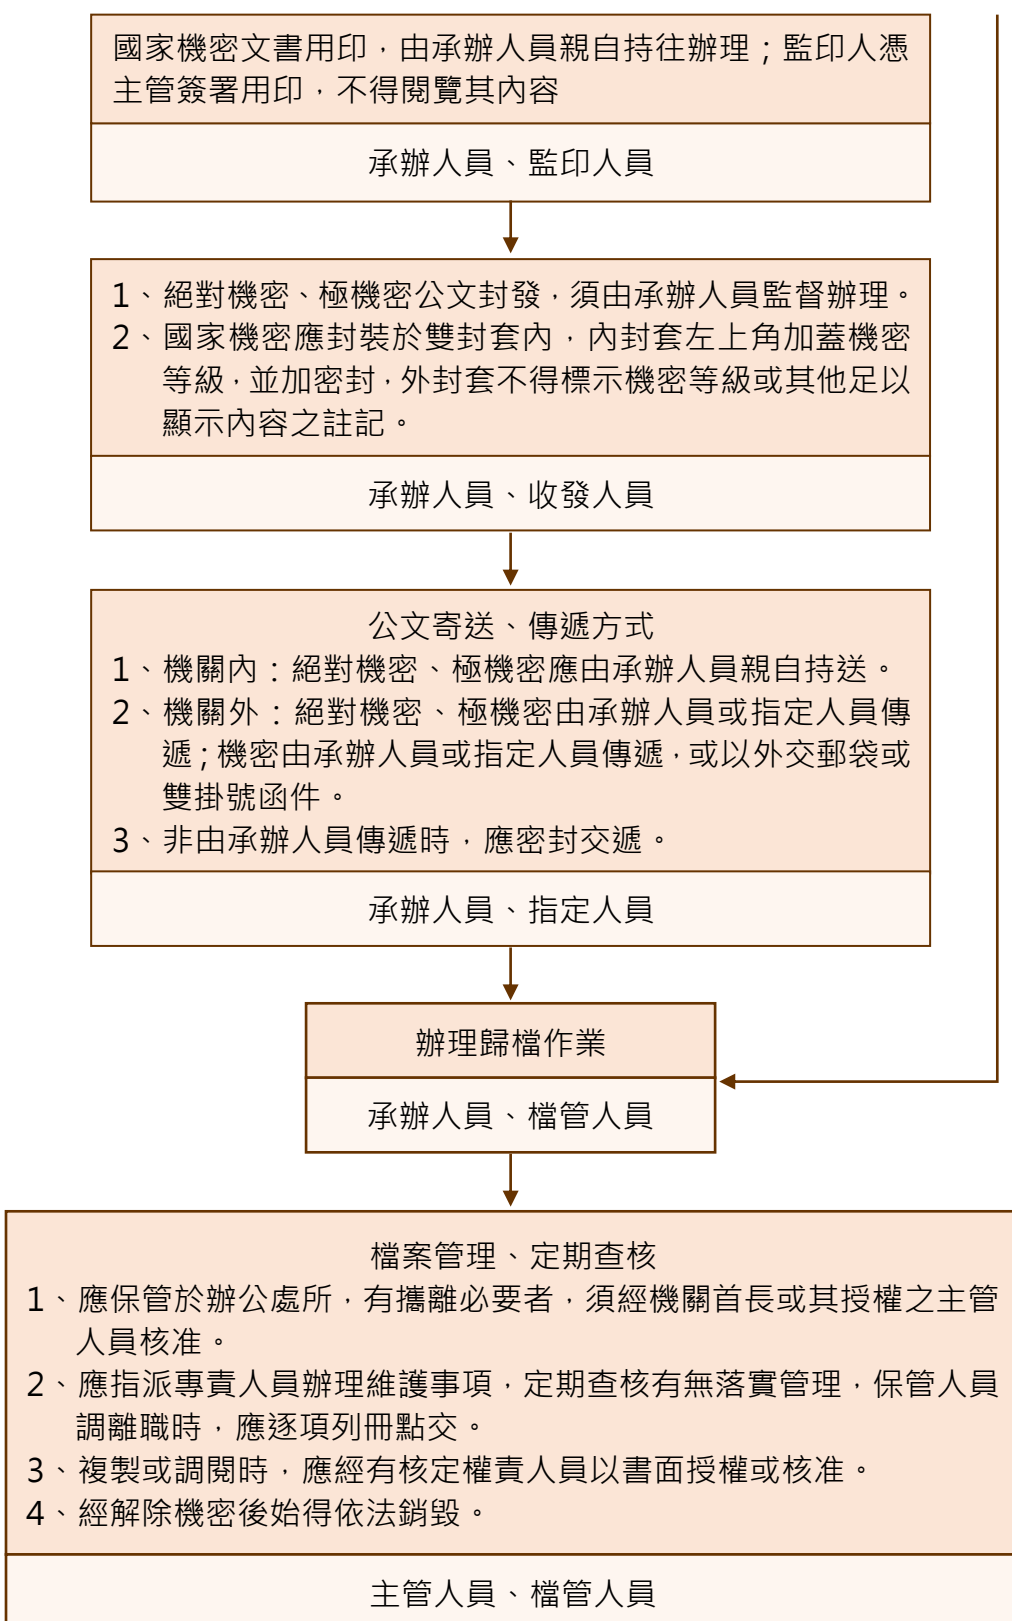 國家機密文書用印，由承辦人員親自持往辦理；監印人憑
主管簽署用印，不得閱覽其內容
承辦人員、監印人員
1、絕對機密、極機密公文封發，須由承辦人員監督辦理。
2、國家機密應封裝於雙封套內，內封套左上角加蓋機密
等級，並加密封，外封套不得標示機密等級或其他足以
顯示內容之註記。
承辦人員、收發人員
公文寄送、傳遞方式
1、機關內：絕對機密、極機密應由承辦人員親自持送。
2、機關外：絕對機密、極機密由承辦人員或指定人員傳
遞；機密由承辦人員或指定人員傳遞，或以外交郵袋或
雙掛號函件。
3、非由承辦人員傳遞時，應密封交遞。
承辦人員、指定人員
辦理歸檔作業
承辦人員、檔管人員
檔案管理、定期查核
1、應保管於辦公處所，有攜離必要者，須經機關首長或其授權之主管
人員核准。
2、應指派專責人員辦理維護事項，定期查核有無落實管理，保管人員
調離職時，應逐項列冊點交。
3、複製或調閱時，應經有核定權責人員以書面授權或核准。
4、經解除機密後始得依法銷毀。
主管人員、檔管人員